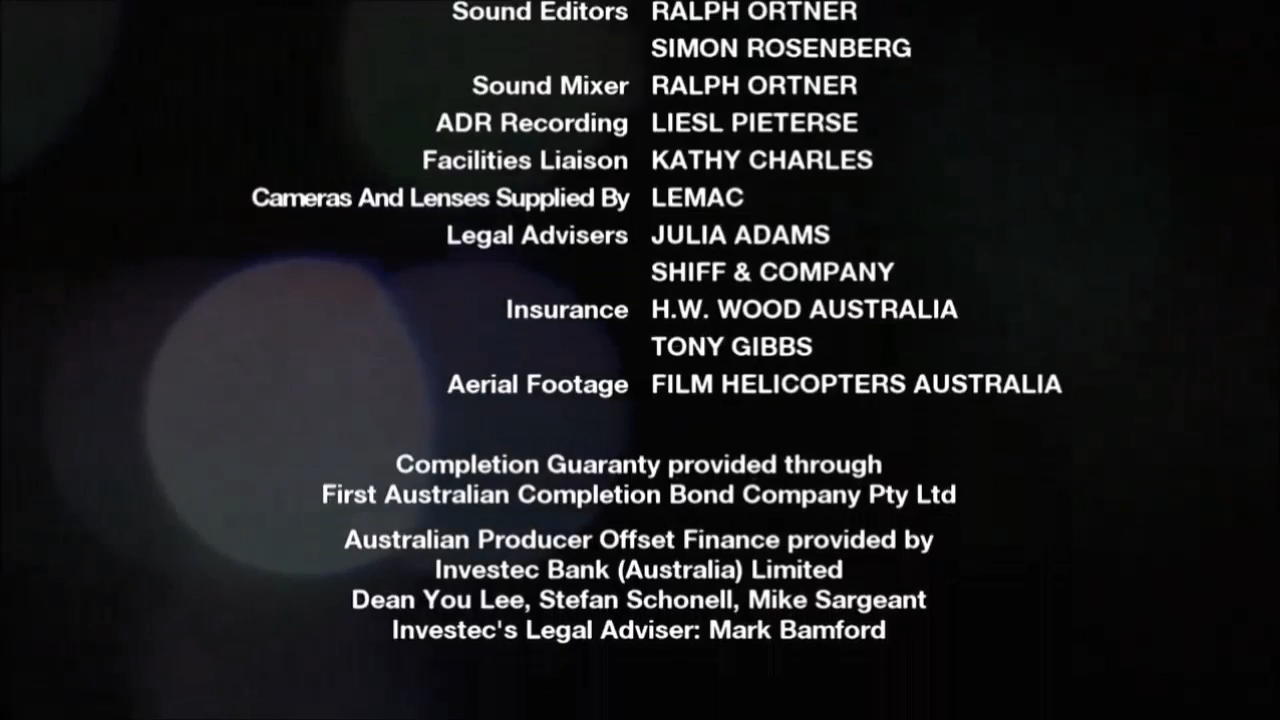 Sound Editors RALPH ORTNER
SIMON ROSENBERG
Sound Mixer RALPH ORTNER
ADR Recording LIESL PIETERSE
Facilities Liaison KATHY CHARLES
Cameras And Lenses Supplied By LEMAC
Legal Advisers JULIA ADAMS
SHIFF & COMPANY
Insurance H.W. WOOD AUSTRALIA
TONY GIBBS
Aerial Footage FILM HELICOPTERS AUSTRALIA
Completion Guaranty provided through
First Australian Completion Bond Company Pty Ltd
Australian Producer Offset Finance provided by
Investec Bank (Australia) Limited
Dean You Lee, Stefan Schonell, Mike Sargeant
Investec's Legal Adviser: Mark Bamford